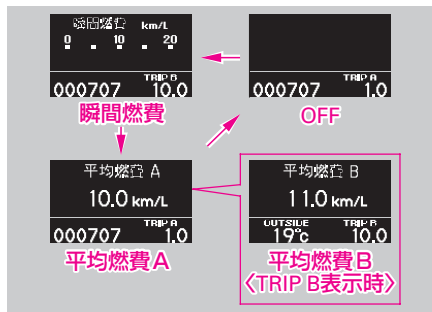 瞬間燃費 km/L
0 10 20
TRIP B
000707 10.0
瞬間燃費
TRIP A
000707 1.0
OFF
平均燃費 A
10.0 km/L
TRIP A
000707 1.0
平均燃費A
平均燃費 B
11.0 km/L
OUTSIDE TRIP B
19°c 10.0
平均燃費B
〈TRIP B表示時〉